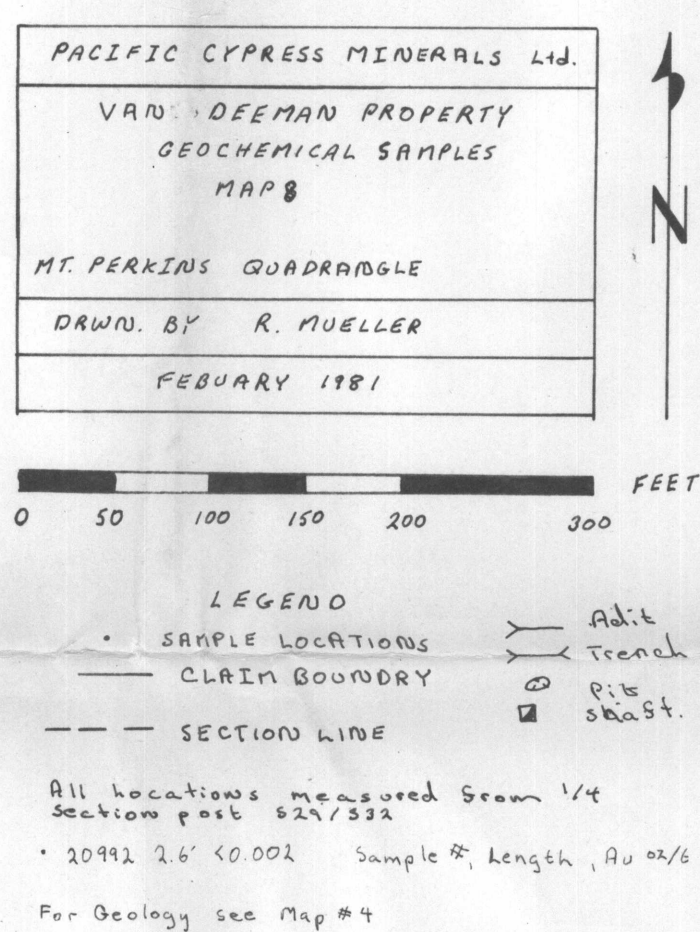 PACIFIC CYPRESS MINERALS Ltd.
VAN DEEMAN PROPERTY
GEOCHEMICAL SAMPLES
MAP 8
MT. PERKINS QUADRANGLE
DRWN. BY R. MUELLER
FEBUARY 1981
N
FEET
0 50 100 150 200 300
LEGEND
SAMPLE LOCATIONS
CLAIM BOUNDRY
SECTION LINE
Adit
Trench
Pit
shaft.
All Locations measured from 1/4
Section post S29/S32
• 20992 2.6' <0.002 Sample #, Length, Au oz/t
For Geology see Map #4